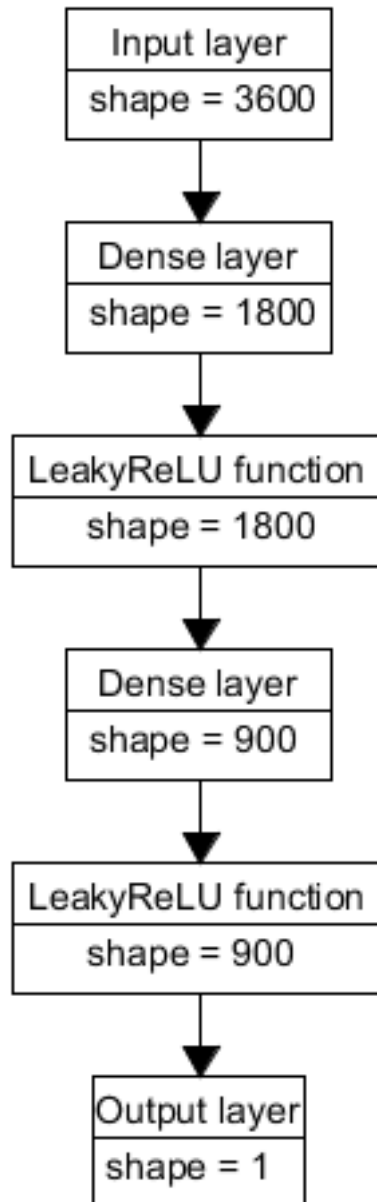 Input layer
shape = 3600
Dense layer
shape = 1800
LeakyReLU function
shape = 1800
Dense layer
shape = 900
LeakyReLU function
shape = 900
Output layer
shape = 1